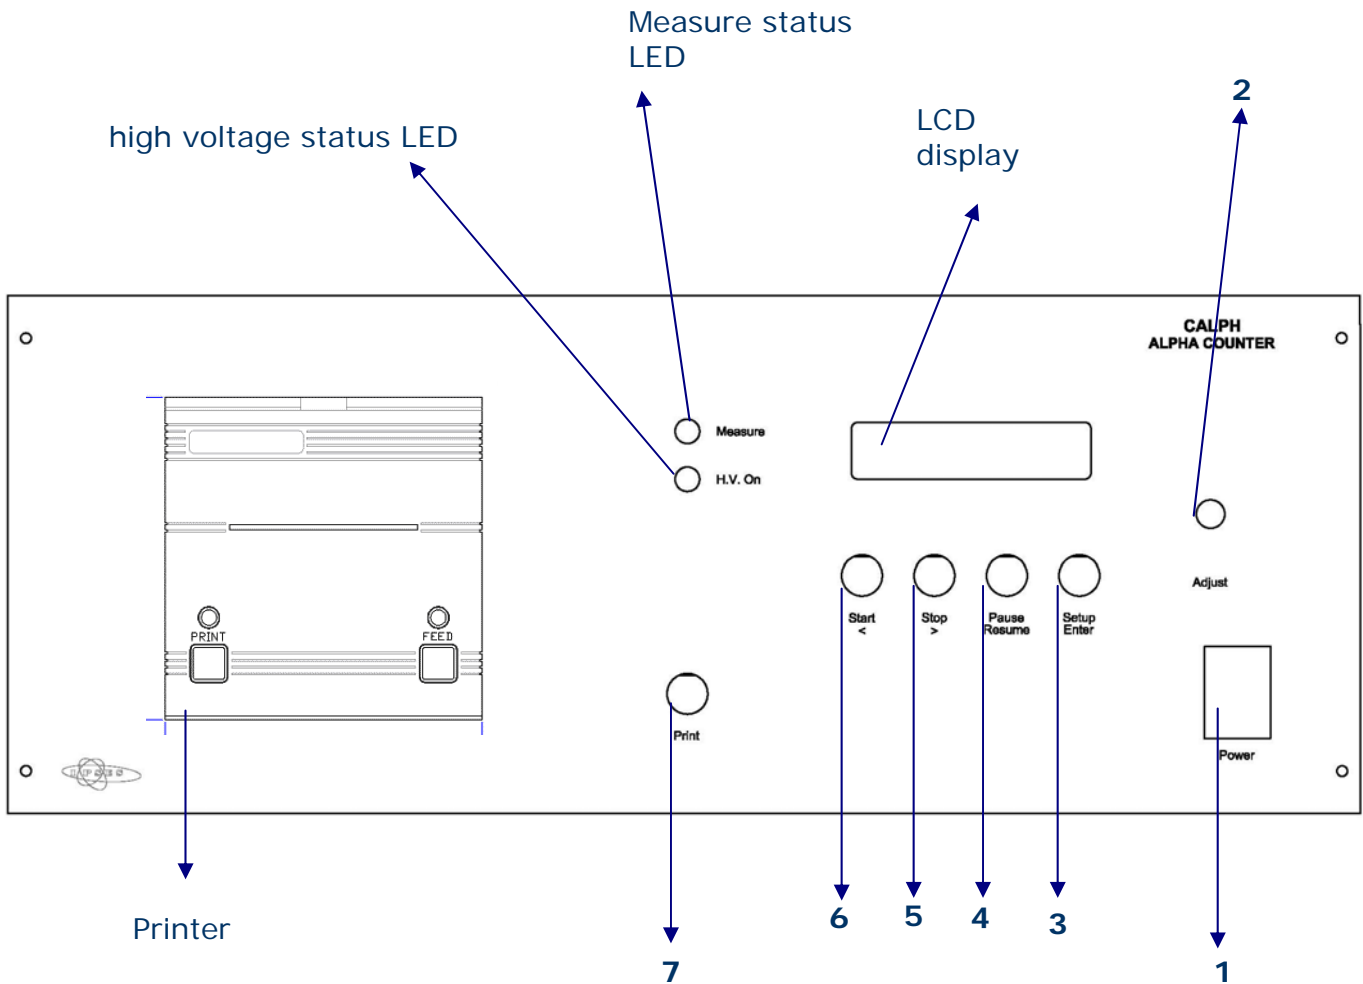 Measure status
LED
2
LCD
display
high voltage status LED
CALPH
ALPHA COUNTER
Measure
H.V. On
Adjust
Start
<
Stop
>
Pause
Resume
Setup
Enter
PRINT
FEED
Print
Power
IPSES
6
5
4
3
Printer
7
1